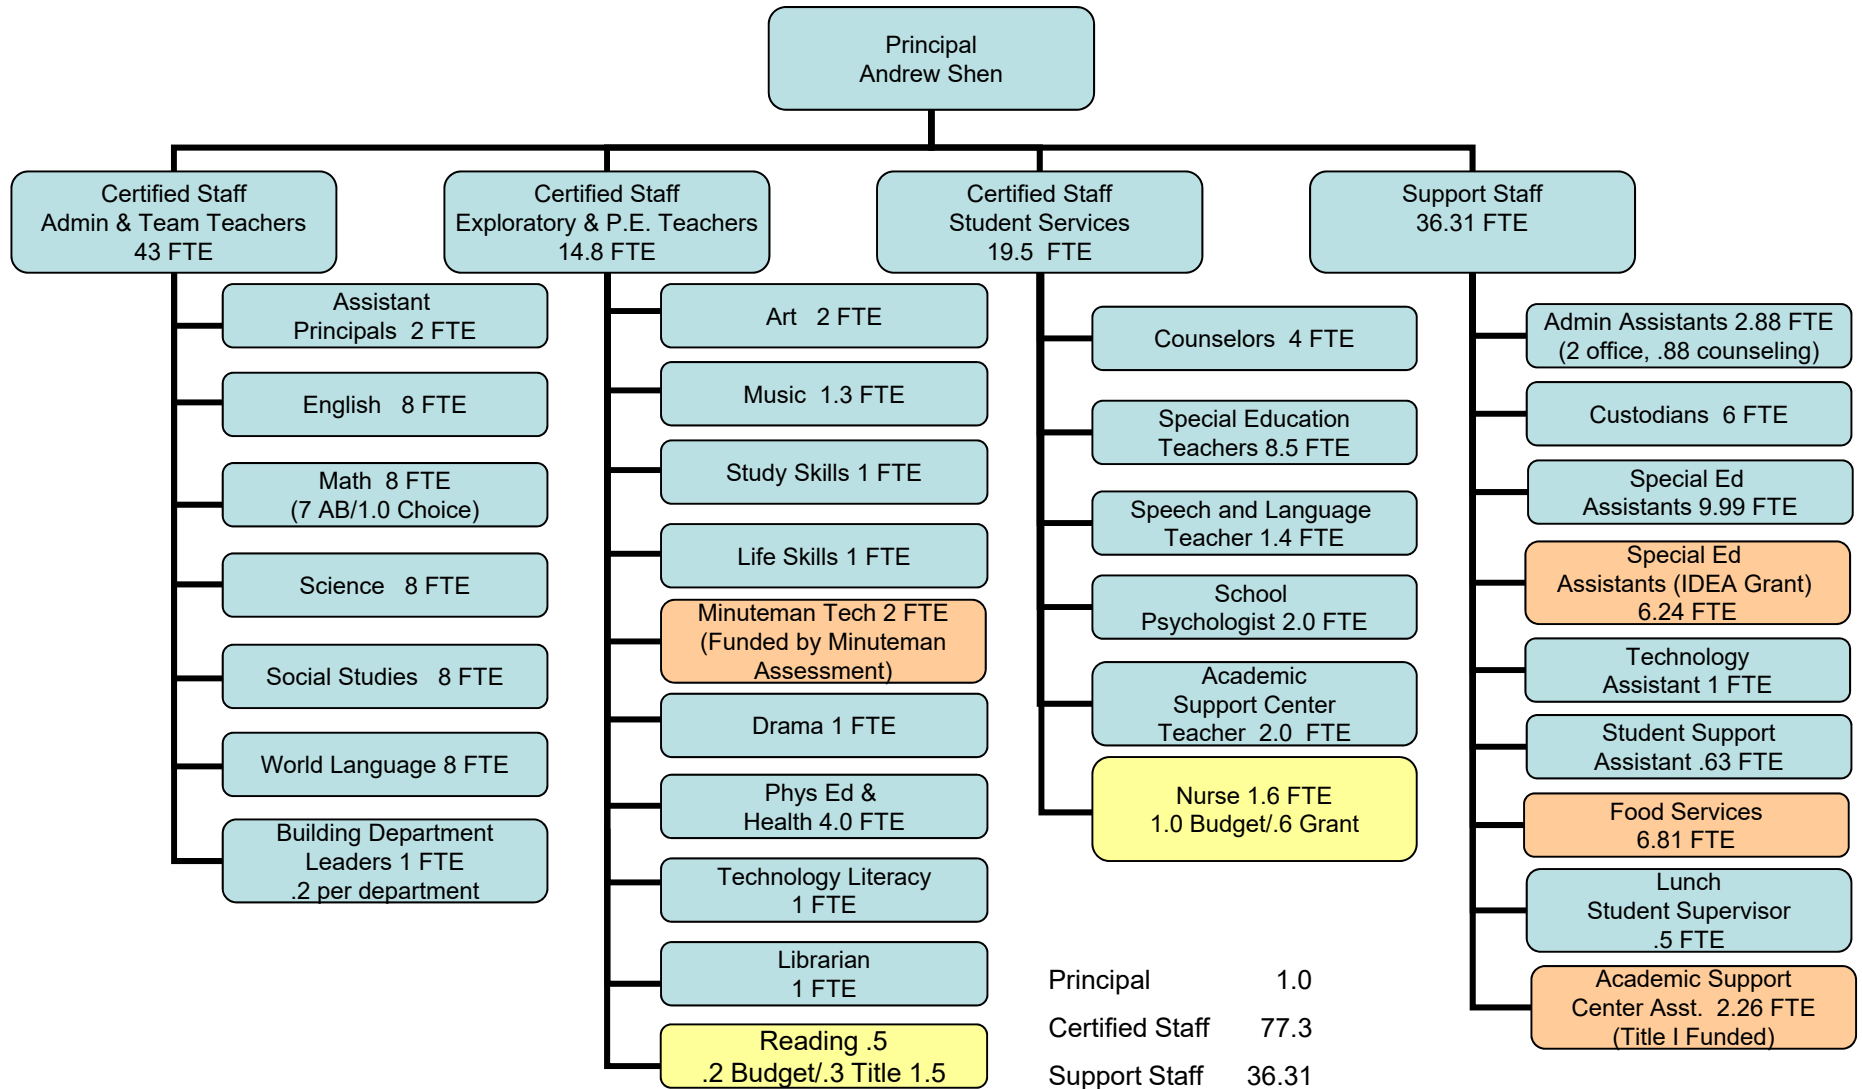 Principal
Andrew Shen
Certified Staff
Admin & Team Teachers
43 FTE
Certified Staff
Exploratory & P.E. Teachers
14.8 FTE
Certified Staff
Student Services
19.5 FTE
Support Staff
36.31 FTE
Assistant
Principals 2 FTE
English 8 FTE
Math 8 FTE
(7 AB/1.0 Choice)
Science 8 FTE
Social Studies 8 FTE
World Language 8 FTE
Building Department
Leaders 1 FTE
.2 per department
Art 2 FTE
Music 1.3 FTE
Study Skills 1 FTE
Life Skills 1 FTE
Minuteman Tech 2 FTE
(Funded by Minuteman
Assessment)
Drama 1 FTE
Phys Ed &
Health 4.0 FTE
Technology Literacy
1 FTE
Librarian
1 FTE
Reading .5
.2 Budget/.3 Title 1.5
Counselors 4 FTE
Special Education
Teachers 8.5 FTE
Speech and Language
Teacher 1.4 FTE
School
Psychologist 2.0 FTE
Academic
Support Center
Teacher 2.0 FTE
Nurse 1.6 FTE
1.0 Budget/.6 Grant
Admin Assistants 2.88 FTE
(2 office, .88 counseling)
Custodians 6 FTE
Special Ed
Assistants 9.99 FTE
Special Ed
Assistants (IDEA Grant)
6.24 FTE
Technology
Assistant 1 FTE
Student Support
Assistant .63 FTE
Food Services
6.81 FTE
Lunch
Student Supervisor
.5 FTE
Academic Support
Center Asst. 2.26 FTE
(Title I Funded)
Principal 1.0
Certified Staff 77.3
Support Staff 36.31